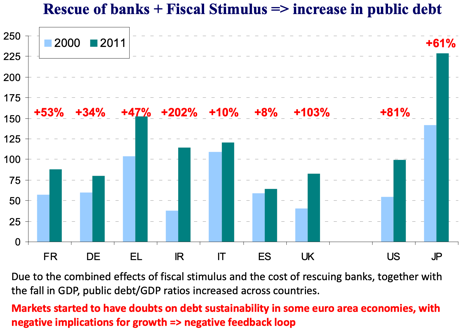 Rescue of banks + Fiscal Stimulus => increase in public debt
2000 2011
+61%
+53% +34% +47% +202% +10% +8% +103% +81%
250
225
200
175
150
125
100
75
50
25
0
FR DE EL IR IT ES UK US JP
Due to the combined effects of fiscal stimulus and the cost of rescuing banks, together with
the fall in GDP, public debt/GDP ratios increased across countries.
Markets started to have doubts on debt sustainability in some euro area economies, with
negative implications for growth => negative feedback loop